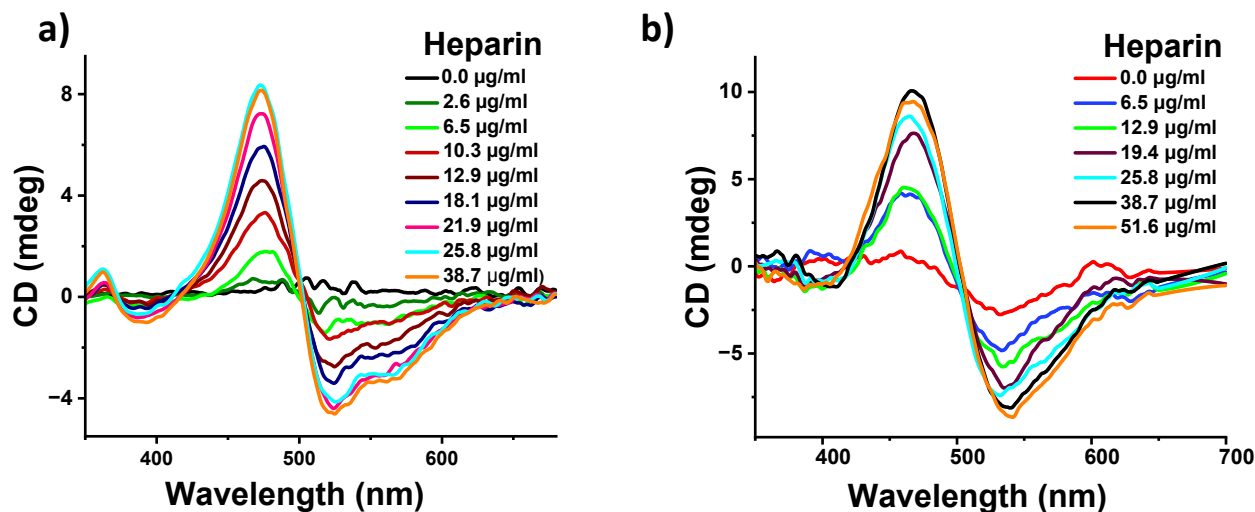 a)
Heparin
0.0 µg/ml
2.6 µg/ml
6.5 µg/ml
10.3 µg/ml
12.9 µg/ml
18.1 µg/ml
21.9 µg/ml
25.8 µg/ml
38.7 µg/ml)
8
4
0
−4
CD (mdeg)
400 500 600
Wavelength (nm)
b)
Heparin
0.0 µg/ml
6.5 µg/ml
12.9 µg/ml
19.4 µg/ml
25.8 µg/ml
38.7 µg/ml
51.6 µg/ml
10
5
0
−5
CD (mdeg)
400 500 600 700
Wavelength (nm)